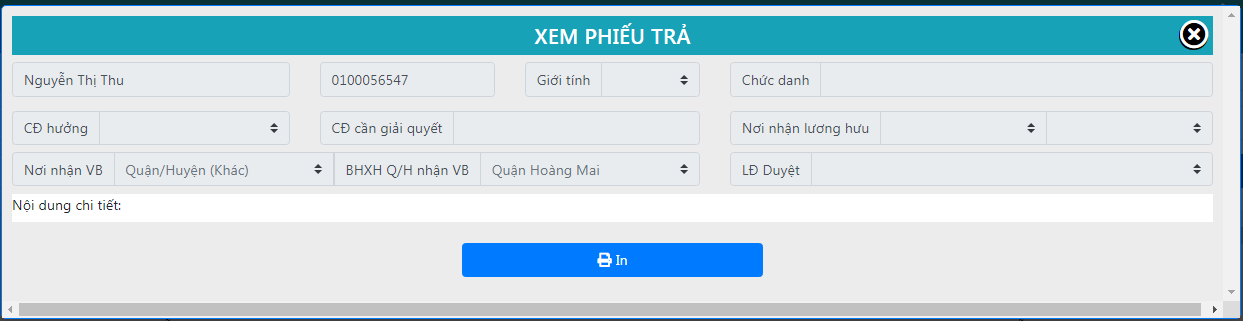 XEM PHIẾU TRẢ
Nguyễn Thị Thu 0100056547 Giới tính Chức danh
CĐ hưởng CĐ cần giải quyết Nơi nhận lương hưu
Nơi nhận VB Quận/Huyện (Khác) BHXH Q/H nhận VB Quận Hoàng Mai LĐ Duyệt
Nội dung chi tiết:
In